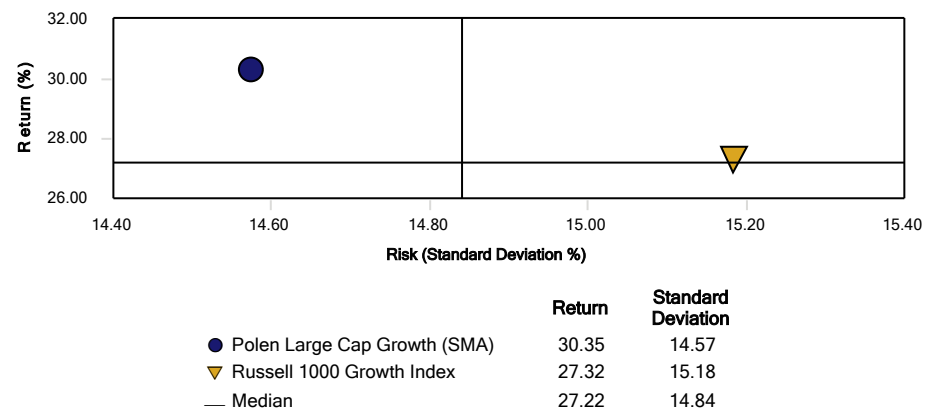 32.00
30.00
28.00
26.00
Return (%)
14.40 14.60 14.80 15.00 15.20 15.40
Risk (Standard Deviation %)
Return Standard Deviation
Polen Large Cap Growth (SMA) 30.35 14.57
Russell 1000 Growth Index 27.32 15.18
Median 27.22 14.84